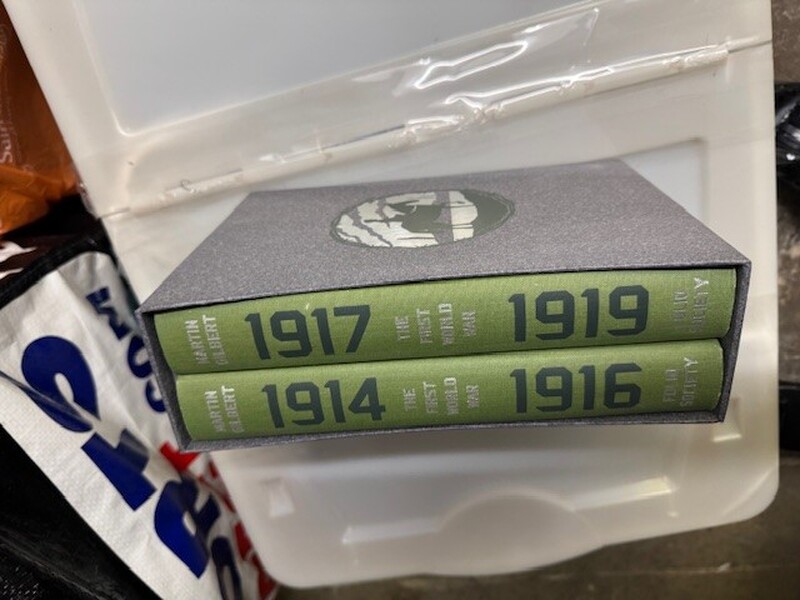 MARTIN
GILBERT
1917
THE
FIRST
WORLD
WAR
1919
FOLIO
SOCIETY
MARTIN
GILBERT
1914
THE
FIRST
WORLD
WAR
1916
FOLIO
SOCIETY